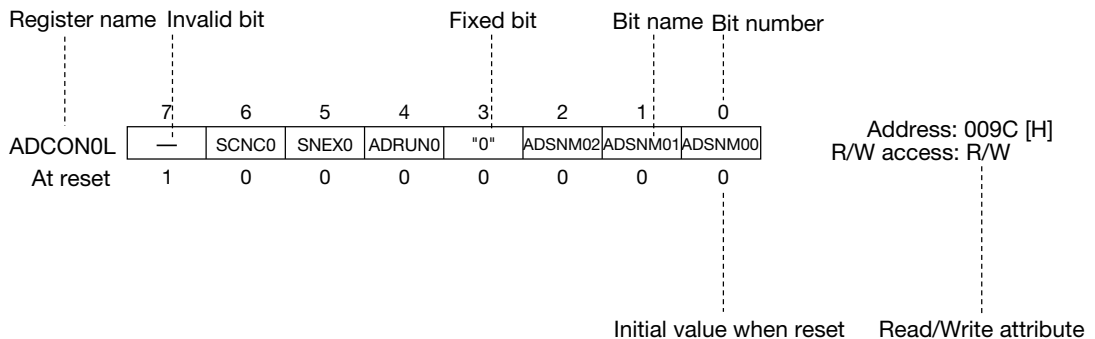 Register name Invalid bit Fixed bit Bit name Bit number
7 6 5 4 3 2 1 0
ADCON0L — SCNC0 SNEX0 ADRUN0 "0" ADSNM02 ADSNM01 ADSNM00 Address: 009C [H]
R/W access: R/W
At reset 1 0 0 0 0 0 0 0
Initial value when reset Read/Write attribute